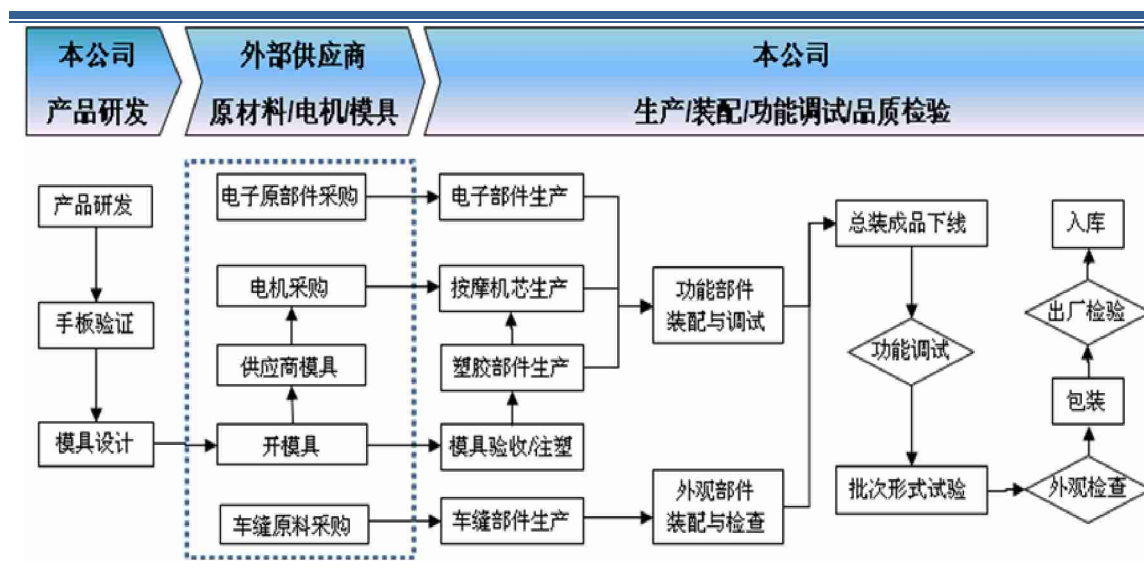 本公司
产品研发
外部供应商
原材料/电机/模具
本公司
生产/装配/功能调试/品质检验
产品研发
手板验证
模具设计
电子原部件采购
电机采购
供应商模具
开模具
车缝原料采购
电子部件生产
按摩机芯生产
塑胶部件生产
模具验收/注塑
车缝部件生产
功能部件
装配与调试
外观部件
装配与检查
总装成品下线
功能调试
批次形式试验
入库
出厂检验
包装
外观检查